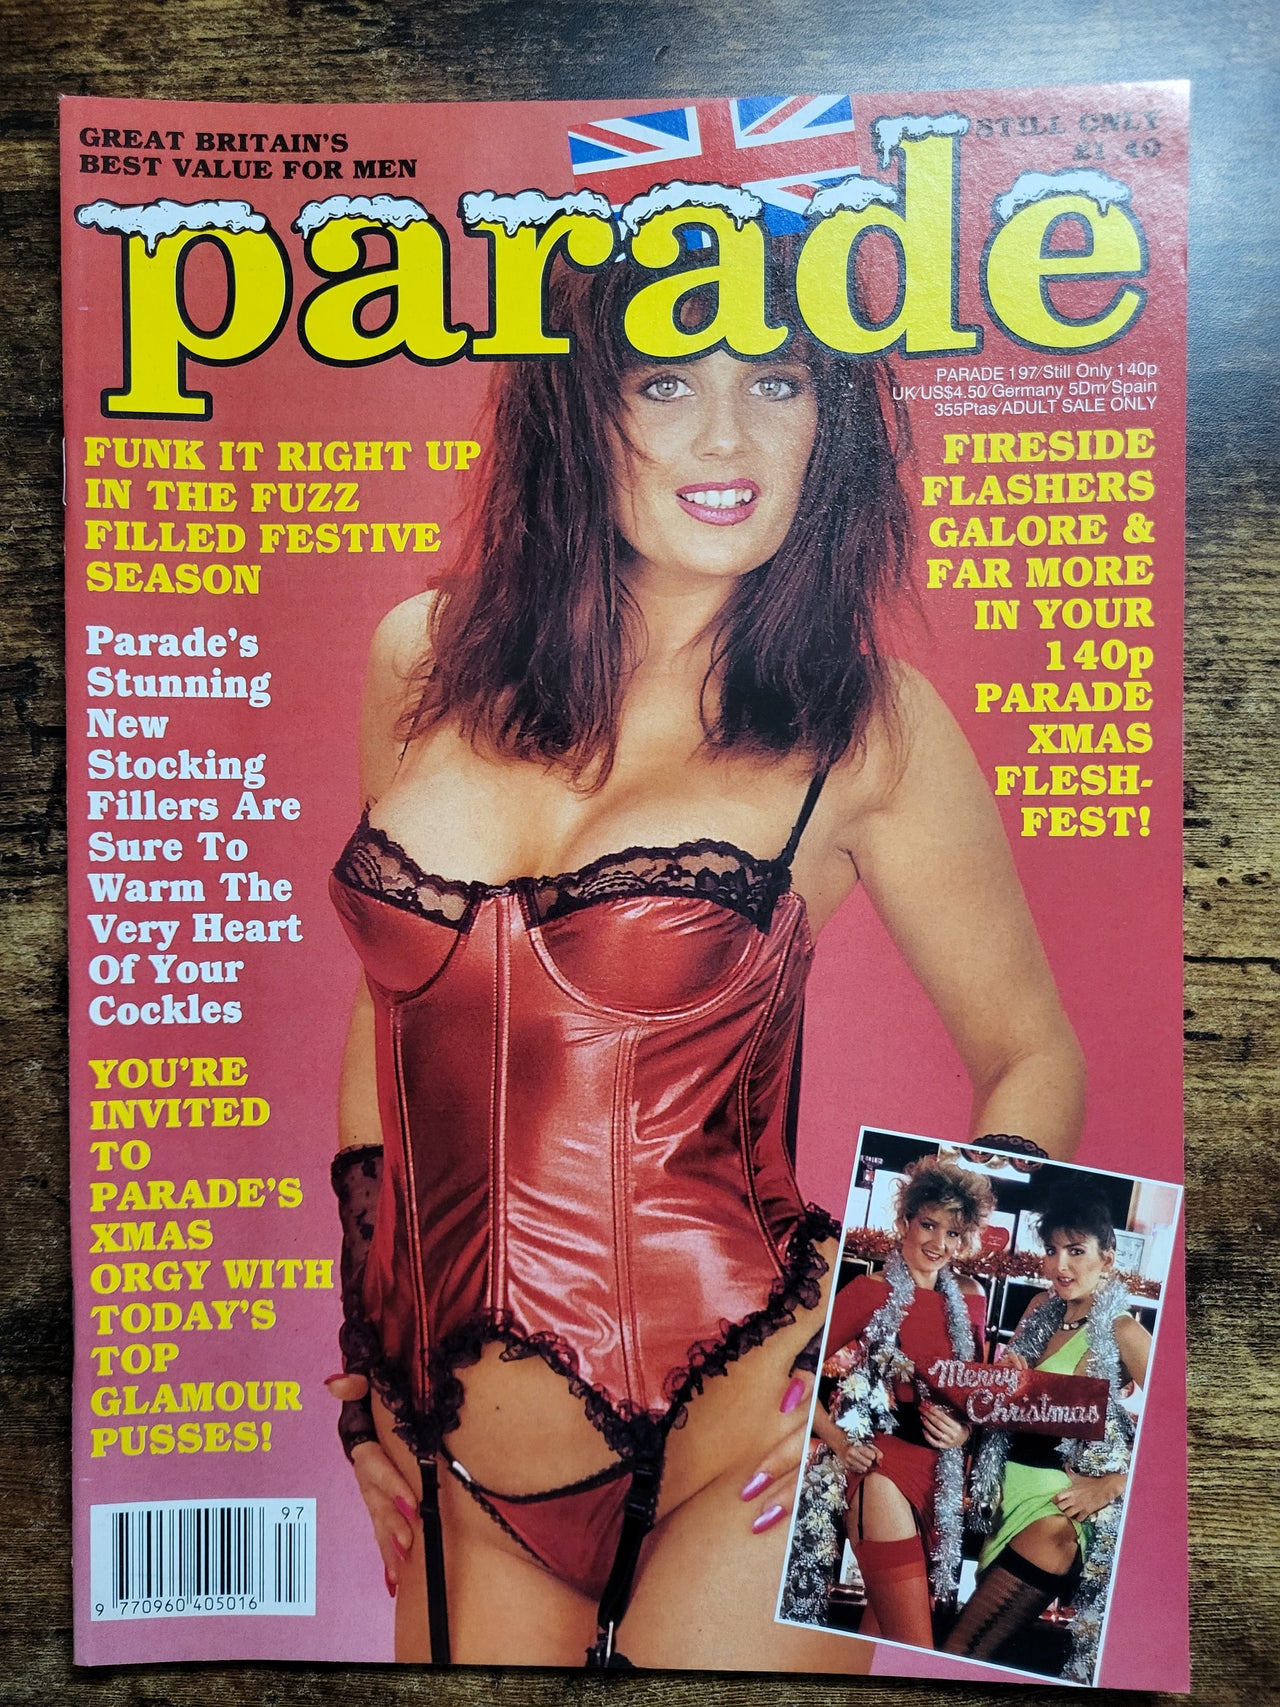 GREAT BRITAIN'S
BEST VALUE FOR MEN
STILL ONLY
£1.40
parade
PARADE 197/Still Only 140p
UK/US$4.50/Germany 5Dm/Spain
355Ptas/ADULT SALE ONLY
FUNK IT RIGHT UP
IN THE FUZZ
FILLED FESTIVE
SEASON
Parade's
Stunning
New
Stocking
Fillers Are
Sure To
Warm The
Very Heart
Of Your
Cockles
YOU'RE
INVITED
TO
PARADE'S
XMAS
ORGY WITH
TODAY'S
TOP
GLAMOUR
PUSSES!
FIRESIDE
FLASHERS
GALORE &
FAR MORE
IN YOUR
140p
PARADE
XMAS
FLESH-
FEST!
Merry
Christmas
97
9 770960 405016